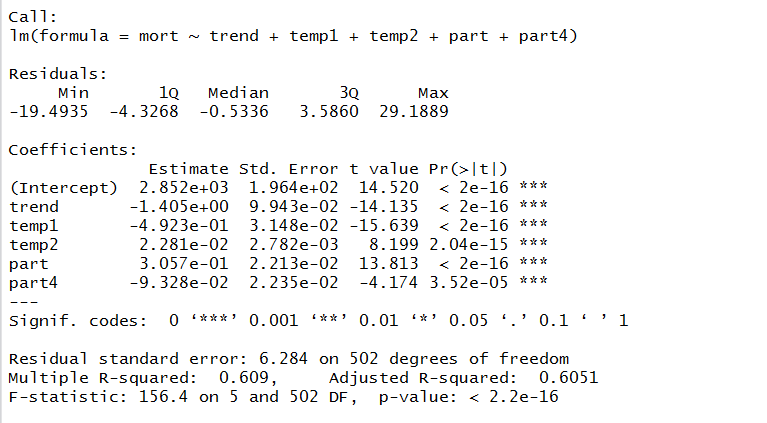 Call:
lm(formula = mort ~ trend + temp1 + temp2 + part + part4)
Residuals:
Min 1Q Median 3Q Max
-19.4935 -4.3268 -0.5336 3.5860 29.1889
Coefficients:
Estimate Std. Error t value Pr(>|t|)
(Intercept) 2.852e+03 1.964e+02 14.520 < 2e-16 ***
trend -1.405e+00 9.943e-02 -14.135 < 2e-16 ***
temp1 -4.923e-01 3.148e-02 -15.639 < 2e-16 ***
temp2 2.281e-02 2.782e-03 8.199 2.04e-15 ***
part 3.057e-01 2.213e-02 13.813 < 2e-16 ***
part4 -9.328e-02 2.235e-02 -4.174 3.52e-05 ***
---
Signif. codes: 0 ‘***’ 0.001 ‘**’ 0.01 ‘*’ 0.05 ‘.’ 0.1 ‘ ’ 1
Residual standard error: 6.284 on 502 degrees of freedom
Multiple R-squared: 0.609, Adjusted R-squared: 0.6051
F-statistic: 156.4 on 5 and 502 DF, p-value: < 2.2e-16